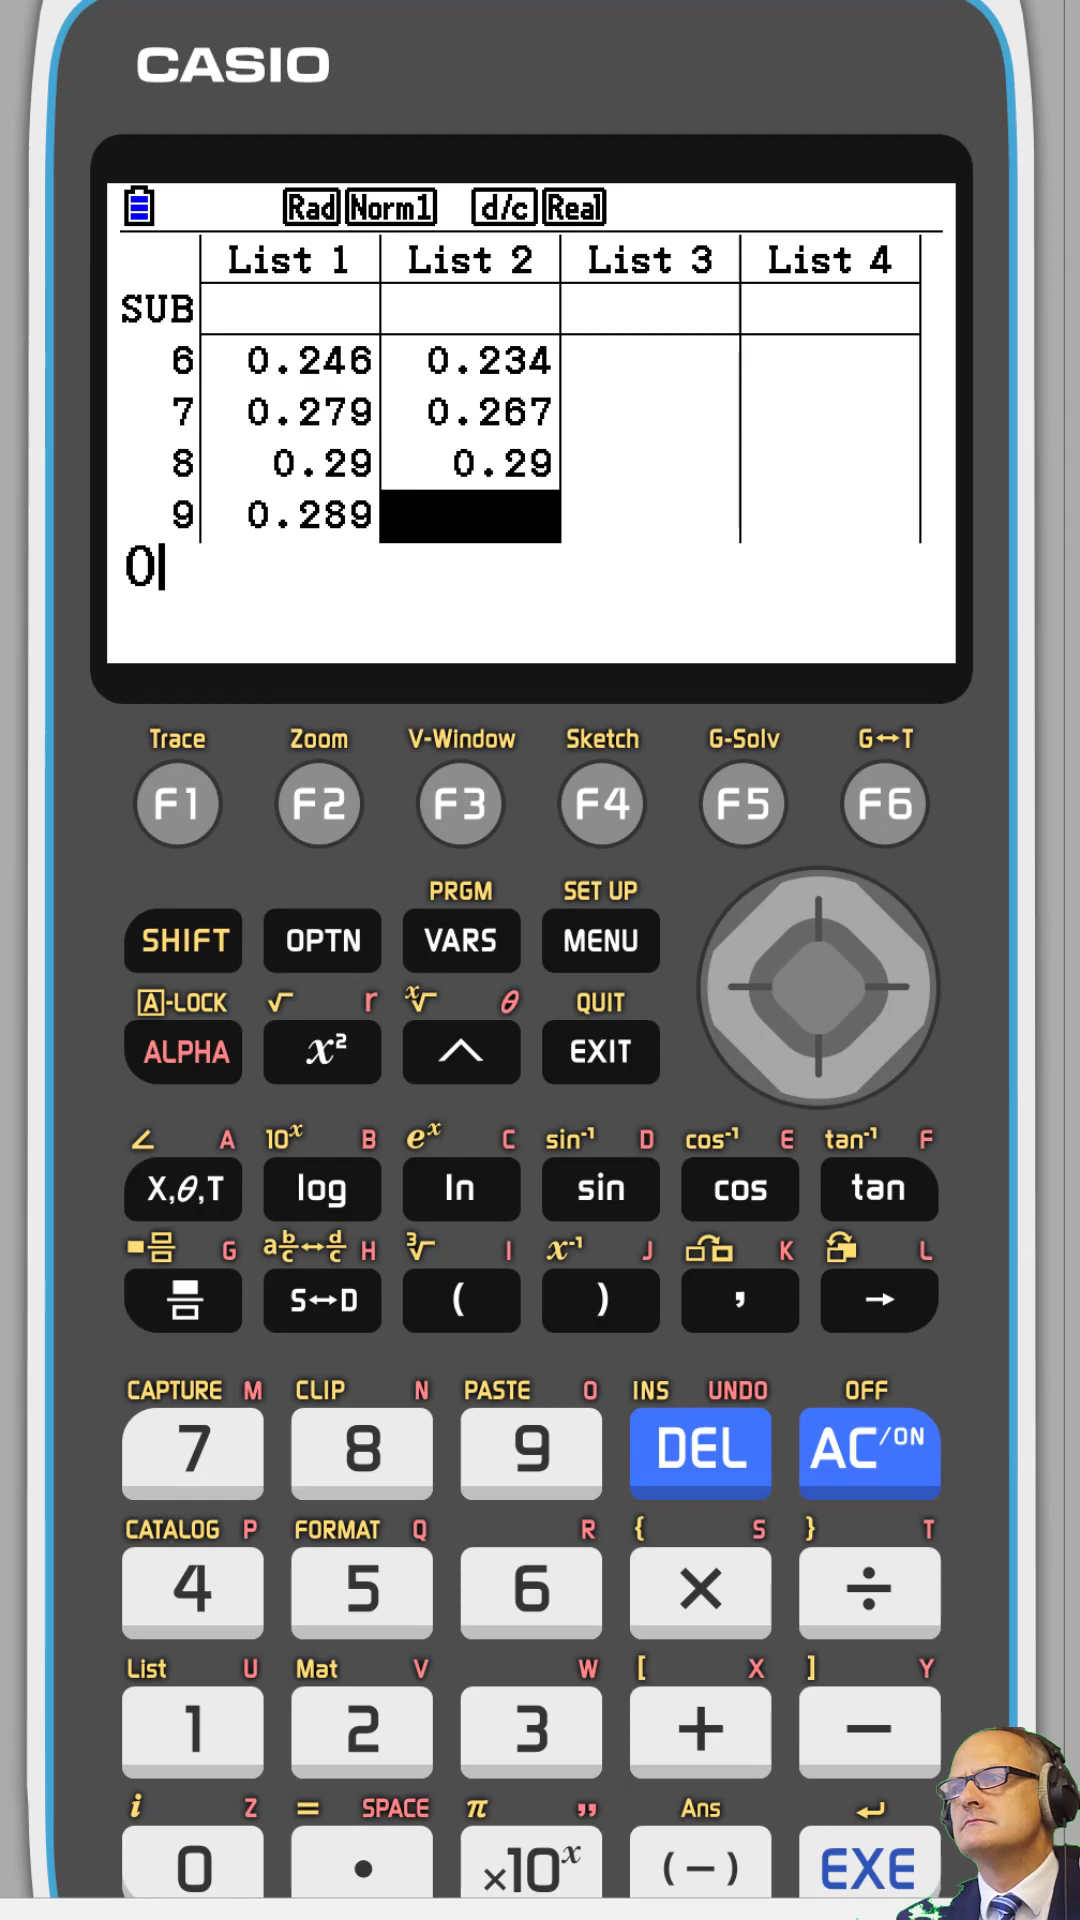 CASIO
Rad Norm1 d/c Real
List 1 List 2 List 3 List 4
SUB
6 0.246 0.234
7 0.279 0.267
8 0.29 0.29
9 0.289
0
Trace Zoom V-Window Sketch G-Solv G↔T
F1 F2 F3 F4 F5 F6
PRGM SET UP
SHIFT OPTN VARS MENU
A-LOCK √ r ˣ√ θ QUIT
ALPHA x² ^ EXIT
∠ A 10ˣ B eˣ C sin⁻¹ D cos⁻¹ E tan⁻¹ F
X,θ,T log ln sin cos tan
G a b/c↔d/c H ³√ I x⁻¹ J K L
S↔D ( ) , →
CAPTURE M CLIP N PASTE O INS UNDO OFF
7 8 9 DEL AC/ON
CATALOG P FORMAT Q R { S } T
4 5 6 × ÷
List U Mat V W [ X ] Y
1 2 3 + −
i Z = SPACE π " Ans ↵
0 • ×10ˣ (−) EXE